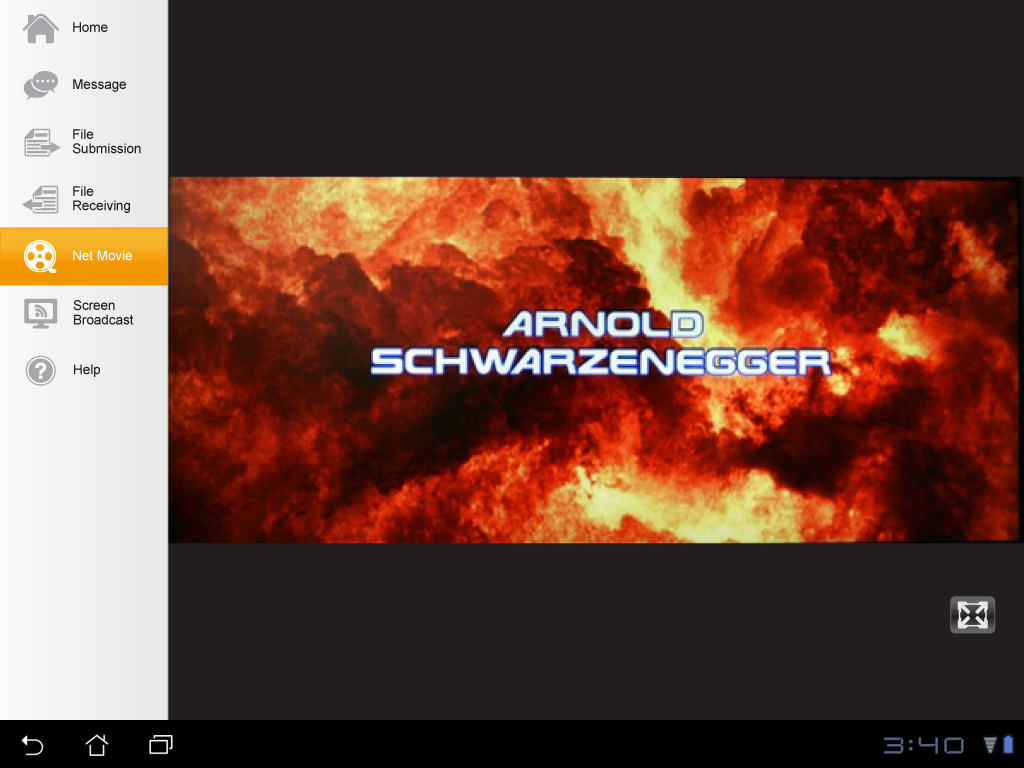 Home
Message
File
Submission
File
Receiving
Net Movie
Screen
Broadcast
Help
ARNOLD
SCHWARZENEGGER
3:40